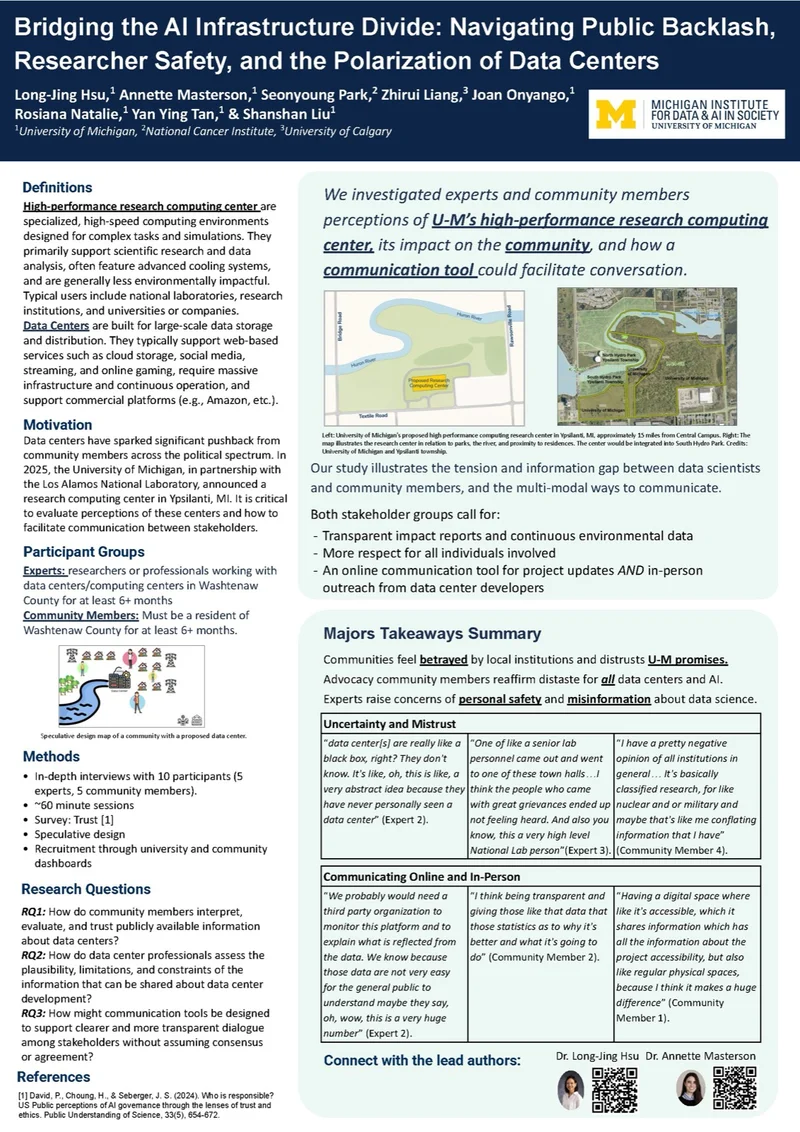 Bridging the AI Infrastructure Divide: Navigating Public Backlash,
Researcher Safety, and the Polarization of Data Centers
Long-Jing Hsu,1 Annette Masterson,1 Seonyoung Park,2 Zhirui Liang,3 Joan Onyango,1
Rosiana Natalie,1 Yan Ying Tan,1 & Shanshan Liu1
1University of Michigan, 2National Cancer Institute, 3University of Calgary
M
MICHIGAN INSTITUTE
FOR DATA & AI IN SOCIETY
UNIVERSITY OF MICHIGAN
Definitions
High-performance research computing center are
specialized, high-speed computing environments
designed for complex tasks and simulations. They
primarily support scientific research and data
analysis, often feature advanced cooling systems,
and are generally less environmentally impactful.
Typical users include national laboratories, research
institutions, and universities or companies.
Data Centers are built for large-scale data storage
and distribution. They typically support web-based
services such as cloud storage, social media,
streaming, and online gaming, require massive
infrastructure and continuous operation, and
support commercial platforms (e.g., Amazon, etc.).
Motivation
Data centers have sparked significant pushback from
community members across the political spectrum. In
2025, the University of Michigan, in partnership with
the Los Alamos National Laboratory, announced a
research computing center in Ypsilanti, MI. It is critical
to evaluate perceptions of these centers and how to
facilitate communication between stakeholders.
Participant Groups
Experts: researchers or professionals working with
data centers/computing centers in Washtenaw
County for at least 6+ months
Community Members: Must be a resident of
Washtenaw County for at least 6+ months.
Speculative design map of a community with a proposed data center.
Methods
• In-depth interviews with 10 participants (5
experts, 5 community members).
• ~60 minute sessions
• Survey: Trust [1]
• Speculative design
• Recruitment through university and community
dashboards
Research Questions
RQ1: How do community members interpret,
evaluate, and trust publicly available information
about data centers?
RQ2: How do data center professionals assess the
plausibility, limitations, and constraints of the
information that can be shared about data center
development?
RQ3: How might communication tools be designed
to support clearer and more transparent dialogue
among stakeholders without assuming consensus
or agreement?
References
[1] David, P., Choung, H., & Seberger, J. S. (2024). Who is responsible?
US Public perceptions of AI governance through the lenses of trust and
ethics. Public Understanding of Science, 33(5), 654-672.
We investigated experts and community members
perceptions of U-M's high-performance research computing
center, its impact on the community, and how a
communication tool could facilitate conversation.
Bridge Road
Huron River
Huron River
Rawsonville Road
Proposed Research
Computing Center
Textile Road
North Hydro Park
Ypsilanti Township
South Hydro Park
Ypsilanti Township
University of Michigan
University of Michigan
University of Michigan
Left: University of Michigan's proposed high performance computing research center in Ypsilanti, MI, approximately 15 miles from Central Campus. Right: The
map illustrates the research center in relation to parks, the river, and proximity to residences. The center would be integrated into South Hydro Park. Credits:
University of Michigan and Ypsilanti township.
Our study illustrates the tension and information gap between data scientists
and community members, and the multi-modal ways to communicate.
Both stakeholder groups call for:
- Transparent impact reports and continuous environmental data
- More respect for all individuals involved
- An online communication tool for project updates AND in-person
outreach from data center developers
Majors Takeaways Summary
Communities feel betrayed by local institutions and distrusts U-M promises.
Advocacy community members reaffirm distaste for all data centers and AI.
Experts raise concerns of personal safety and misinformation about data science.
Uncertainty and Mistrust
"data center[s] are really like a
black box, right? They don't
know. It's like, oh, this is like, a
very abstract idea because they
have never personally seen a
data center" (Expert 2).
"One of like a senior lab
personnel came out and went
to one of these town halls...I
think the people who came
with great grievances ended up
not feeling heard. And also you
know, this a very high level
National Lab person"(Expert 3).
"I have a pretty negative
opinion of all institutions in
general... It's basically
classified research, for like
nuclear and or military and
maybe that's like me conflating
information that I have"
(Community Member 4).
Communicating Online and In-Person
"We probably would need a
third party organization to
monitor this platform and to
explain what is reflected from
the data. We know because
those data are not very easy
for the general public to
understand maybe they say,
oh, wow, this is a very huge
number" (Expert 2).
"I think being transparent and
giving those like that data that
those statistics as to why it's
better and what it's going to
do" (Community Member 2).
"Having a digital space where
like it's accessible, which it
shares information which has
all the information about the
project accessibility, but also
like regular physical spaces,
because I think it makes a huge
difference" (Community
Member 1).
Connect with the lead authors:
Dr. Long-Jing Hsu
Dr. Annette Masterson